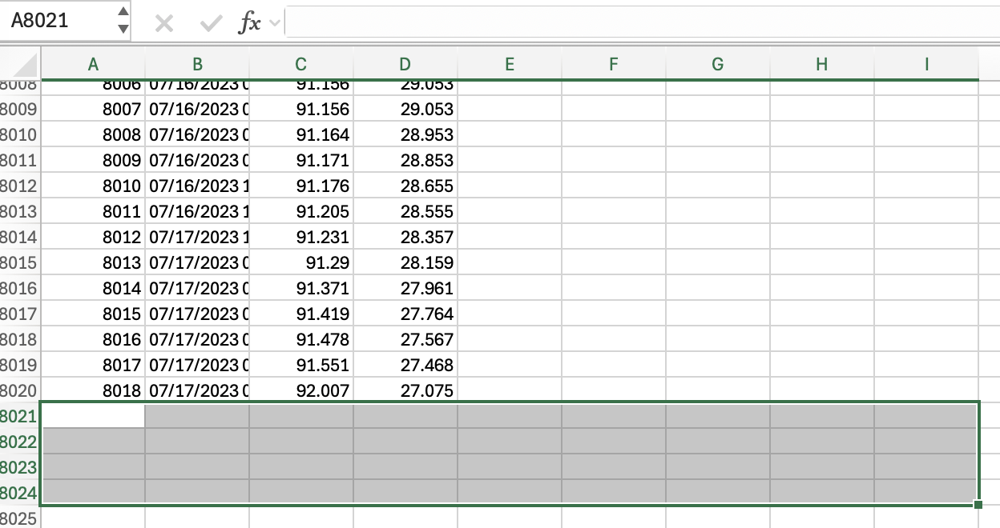 A8021 fx
A B C D E F G H I
8008 8006 07/16/2023 0 91.156 29.053
8009 8007 07/16/2023 0 91.156 29.053
8010 8008 07/16/2023 0 91.164 28.953
8011 8009 07/16/2023 0 91.171 28.853
8012 8010 07/16/2023 1 91.176 28.655
8013 8011 07/16/2023 1 91.205 28.555
8014 8012 07/17/2023 1 91.231 28.357
8015 8013 07/17/2023 0 91.29 28.159
8016 8014 07/17/2023 0 91.371 27.961
8017 8015 07/17/2023 0 91.419 27.764
8018 8016 07/17/2023 0 91.478 27.567
8019 8017 07/17/2023 0 91.551 27.468
8020 8018 07/17/2023 0 92.007 27.075
8021
8022
8023
8024
8025